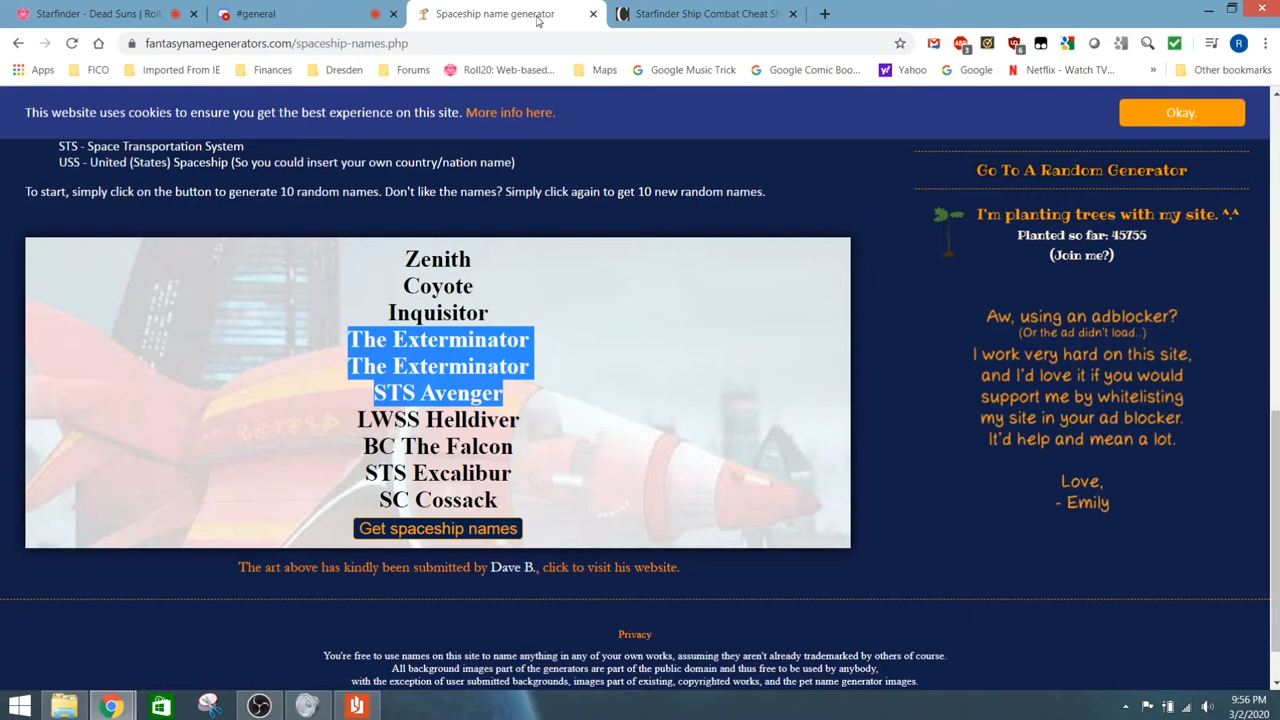 Starfinder - Dead Suns | Roll
#general
Spaceship name generator
Starfinder Ship Combat Cheat Sh
fantasynamegenerators.com/spaceship-names.php
Apps
FICO
Imported From IE
Finances
Dresden
Forums
Roll20: Web-based...
Maps
Google Music Trick
Google Comic Boo...
Yahoo
Google
Netflix - Watch TV...
Other bookmarks
This website uses cookies to ensure you get the best experience on this site. More info here.
Okay.
STS - Space Transportation System
USS - United (States) Spaceship (So you could insert your own country/nation name)
To start, simply click on the button to generate 10 random names. Don't like the names? Simply click again to get 10 new random names.
Zenith
Coyote
Inquisitor
The Exterminator
The Exterminator
STS Avenger
LWSS Helldiver
BC The Falcon
STS Excalibur
SC Cossack
Get spaceship names
The art above has kindly been submitted by Dave B., click to visit his website.
Go To A Random Generator
I'm planting trees with my site. ^.^
Planted so far: 45755
(Join me?)
Aw, using an adblocker?
(Or the ad didn't load..)
I work very hard on this site,
and I'd love it if you would
support me by whitelisting
my site in your ad blocker.
It'd help and mean a lot.
Love,
- Emily
Privacy
You're free to use names on this site to name anything in any of your own works, assuming they aren't already trademarked by others of course.
All background images part of the generators are part of the public domain and thus free to be used by anybody,
with the exception of user submitted backgrounds, images part of existing, copyrighted works, and the pet name generator images.
9:56 PM
3/2/2020